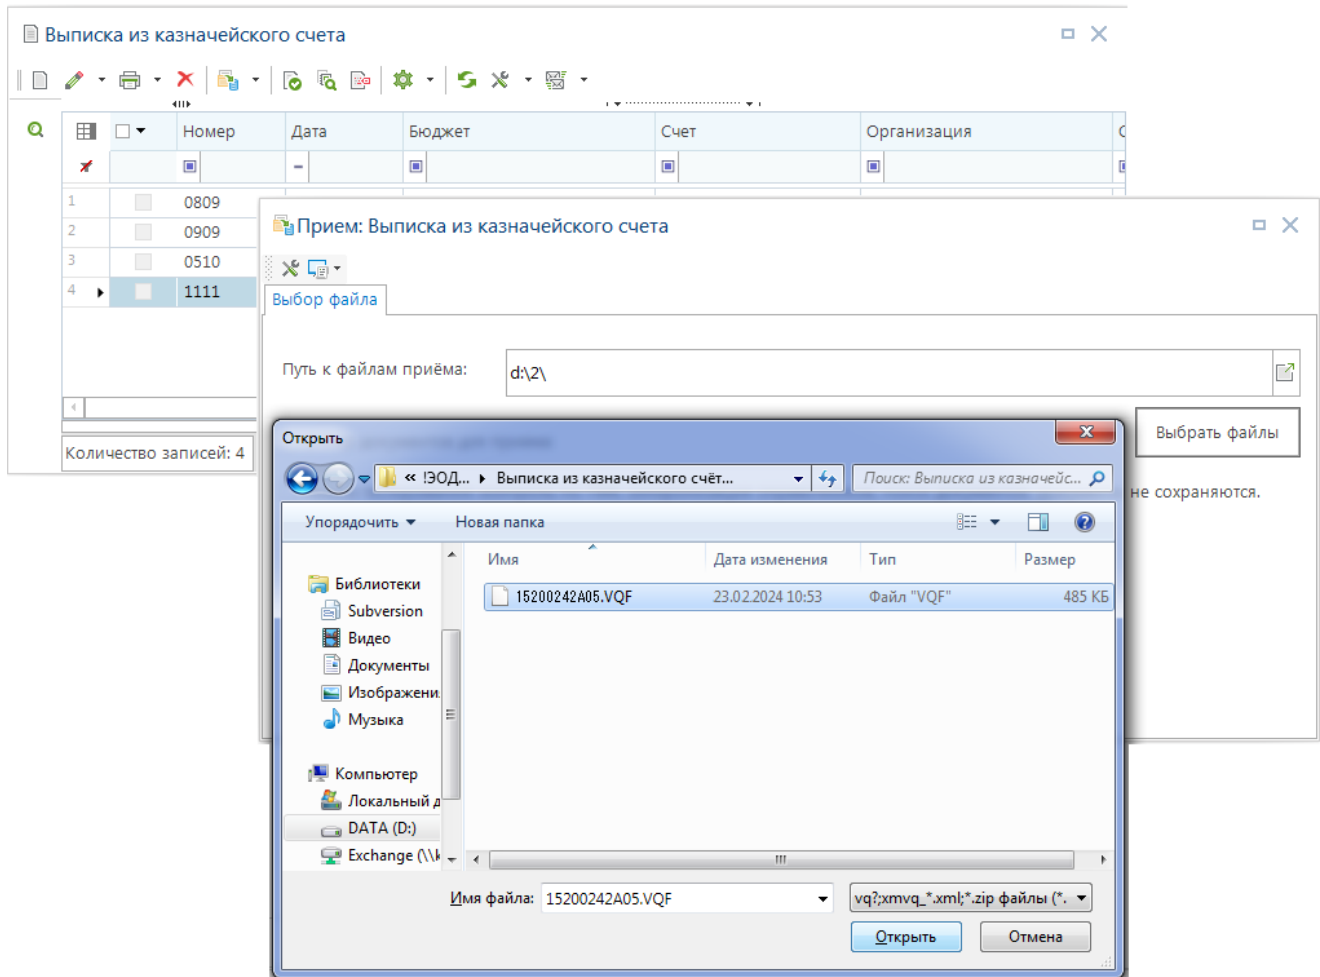 Выписка из казначейского счета
Номер Дата Бюджет Счет Организация
1 0809
2 0909
3 0510
4 1111
Количество записей: 4
Прием: Выписка из казначейского счета
Выбор файла
Путь к файлам приёма: d:\2\
Выбрать файлы
не сохраняются.
Открыть
« !ЭОД... Выписка из казначейского счёт...
Поиск: Выписка из казначейс...
Упорядочить Новая папка
Имя Дата изменения Тип Размер
15200242A05.VQF 23.02.2024 10:53 Файл "VQF" 485 КБ
Библиотеки
Subversion
Видео
Документы
Изображени
Музыка
Компьютер
Локальный д
DATA (D:)
Exchange (\\k
Имя файла: 15200242A05.VQF
vq?;xmvq_*.xml;*.zip файлы (*.
Открыть Отмена